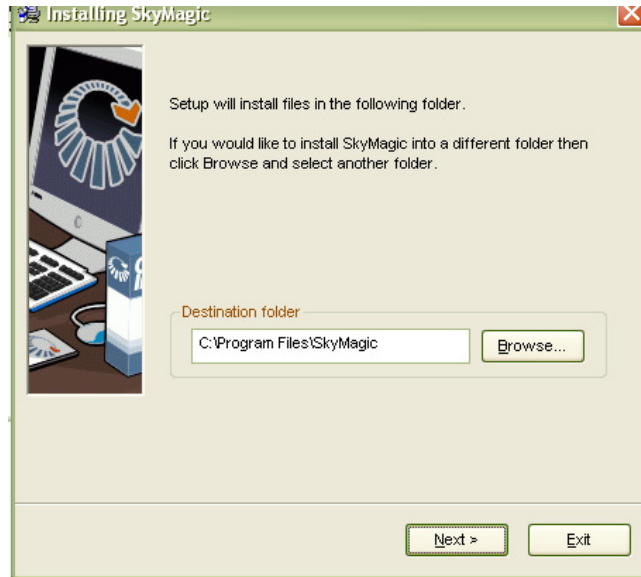 Installing SkyMagic
Setup will install files in the following folder.
If you would like to install SkyMagic into a different folder then
click Browse and select another folder.
Destination folder
C:\Program Files\SkyMagic
Browse...
Next >
Exit